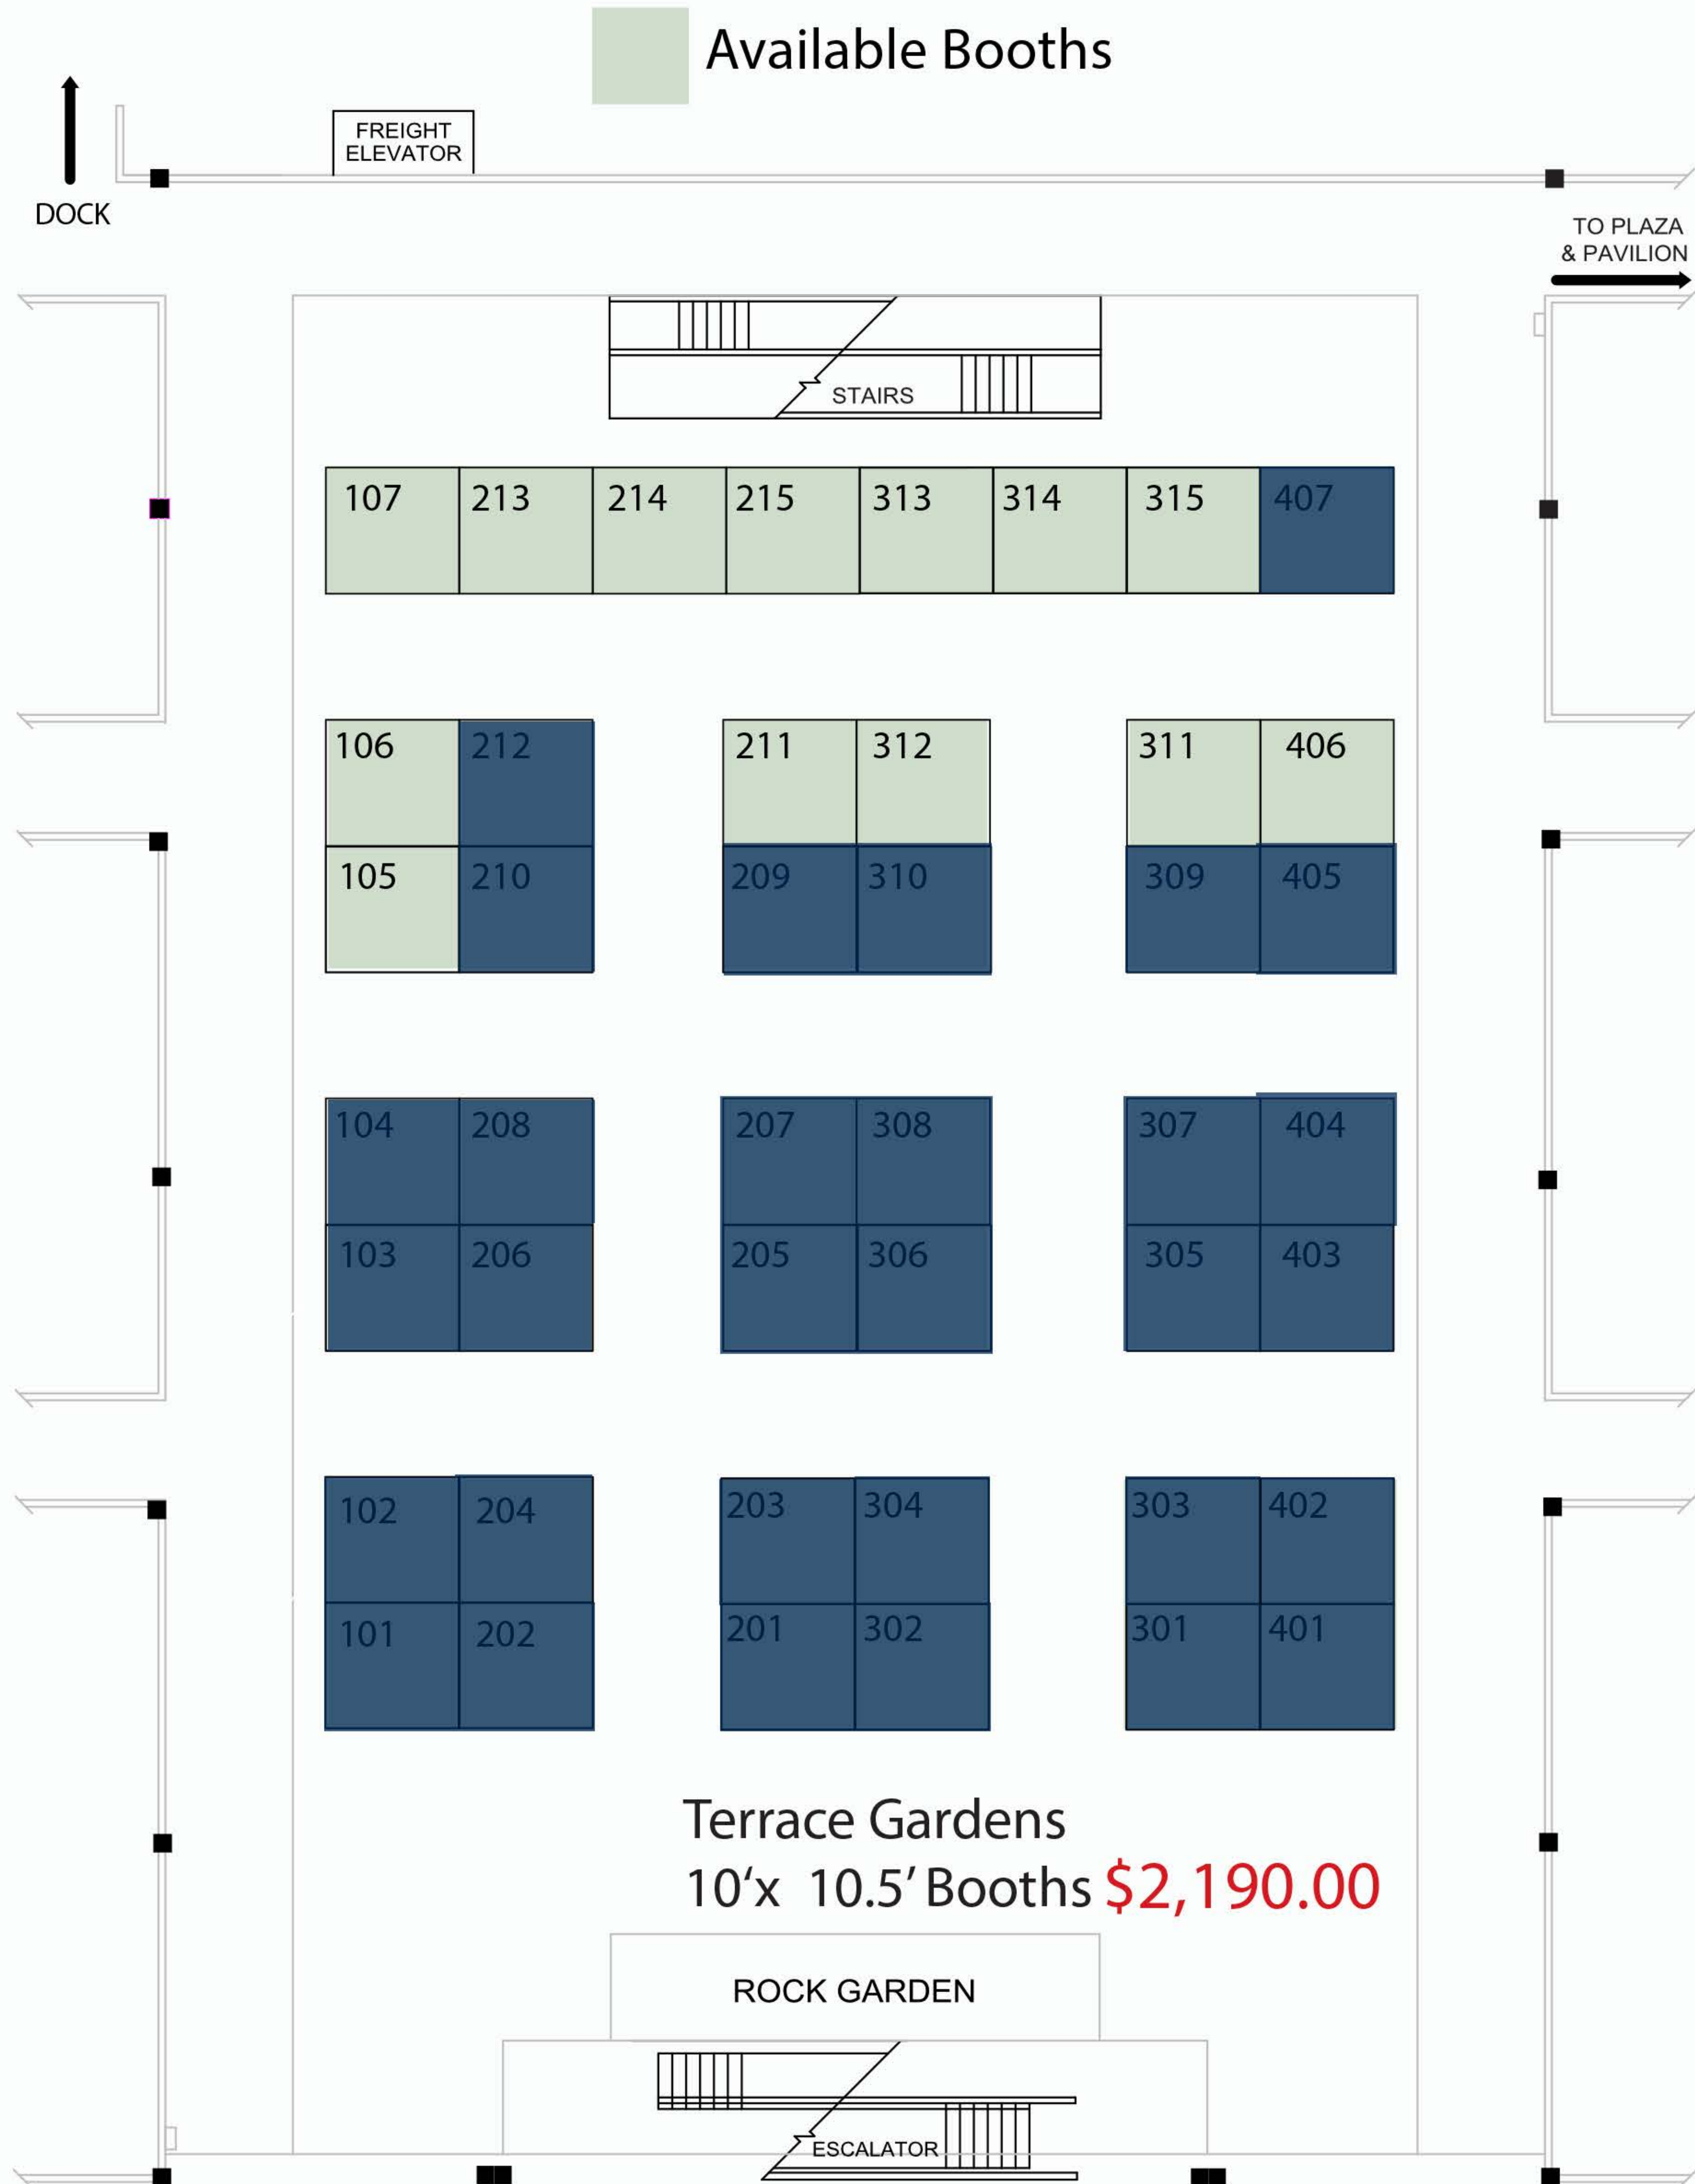 Available Booths
FREIGHT
ELEVATOR
DOCK
TO PLAZA
& PAVILION
STAIRS
107 213 214 215 313 314 315 407
106 212 211 312 311 406
105 210 209 310 309 405
104 208 207 308 307 404
103 206 205 306 305 403
102 204 203 304 303 402
101 202 201 302 301 401
Terrace Gardens
10‘x 10.5’ Booths $2,190.00
ROCK GARDEN
ESCALATOR